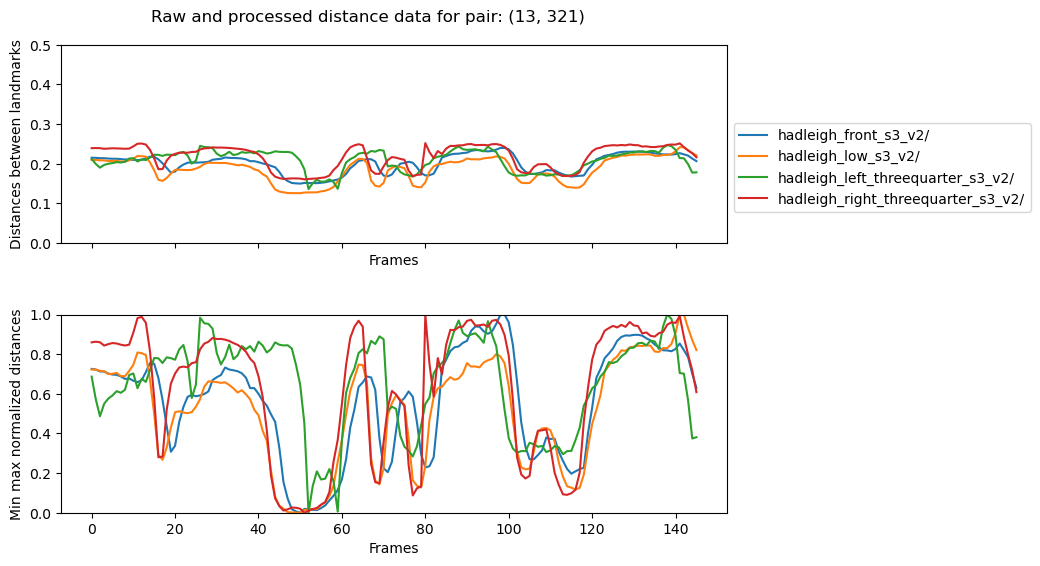 Raw and processed distance data for pair: (13, 321)
Distances between landmarks
0.5
0.4
0.3
0.2
0.1
0.0
Frames
hadleigh_front_s3_v2/
hadleigh_low_s3_v2/
hadleigh_left_threequarter_s3_v2/
hadleigh_right_threequarter_s3_v2/
Min max normalized distances
1.0
0.8
0.6
0.4
0.2
0.0
0 20 40 60 80 100 120 140
Frames